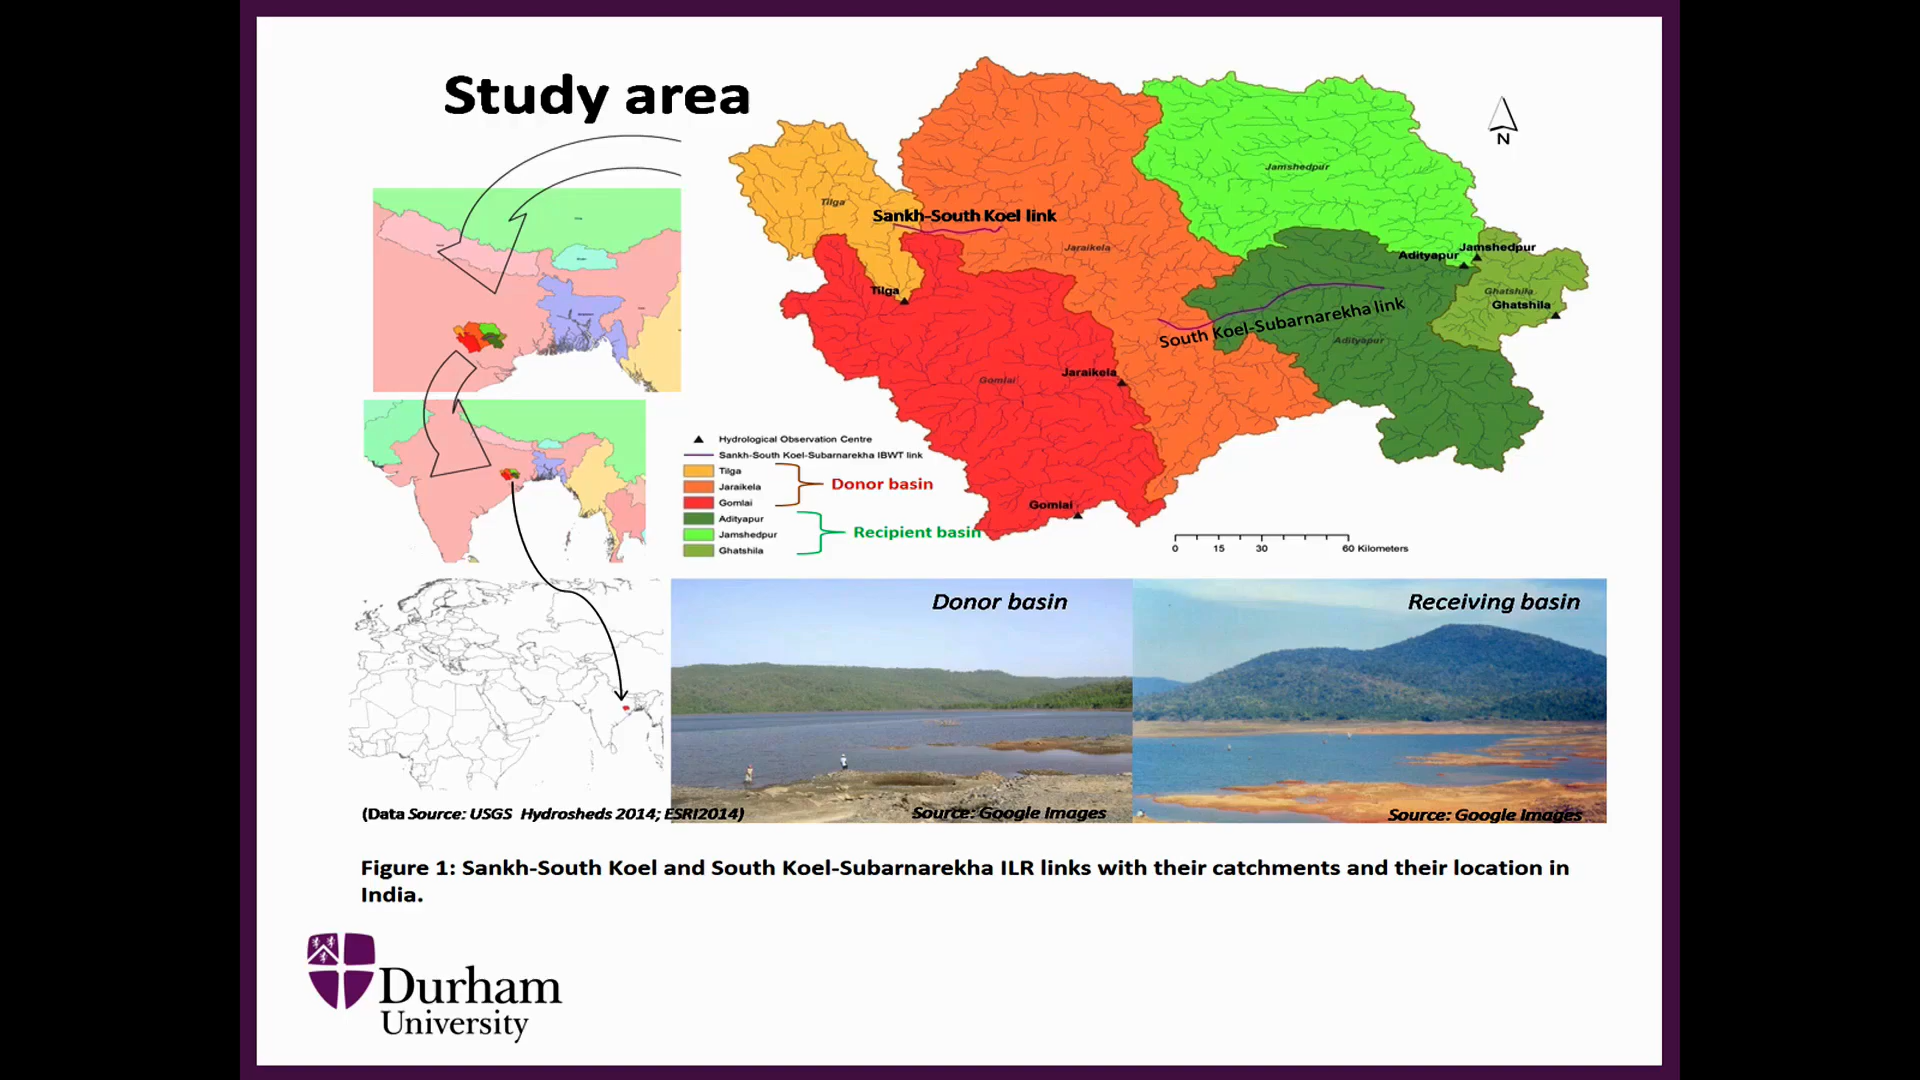 Study area
N
Jamshedpur
Tilga
Sankh-South Koel link
Jaraikela
Jamshedpur
Adityapur
Tilga
Ghatshila
Ghatshila
South Koel-Subarnarekha link
Adityapur
Jaraikela
Gomlai
Hydrological Observation Centre
Sankh-South Koel-Subarnarekha IBWT link
Tilga
Jaraikela
Gomlai
Donor basin
Adityapur
Jamshedpur
Ghatshila
Recipient basin
Gomlai
0 15 30 60 Kilometers
Donor basin
Receiving basin
(Data Source: USGS Hydrosheds 2014; ESRI2014)
Source: Google Images
Source: Google Images
Figure 1: Sankh-South Koel and South Koel-Subarnarekha ILR links with their catchments and their location in
India.
Durham
University